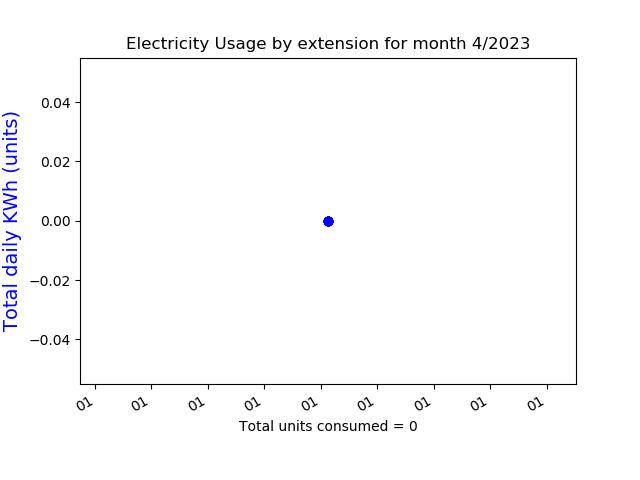 Electricity Usage by extension for month 4/2023
Total daily KWh (units)
0.04
0.02
0.00
−0.02
−0.04
01 01 01 01 01 01 01 01 01
Total units consumed = 0